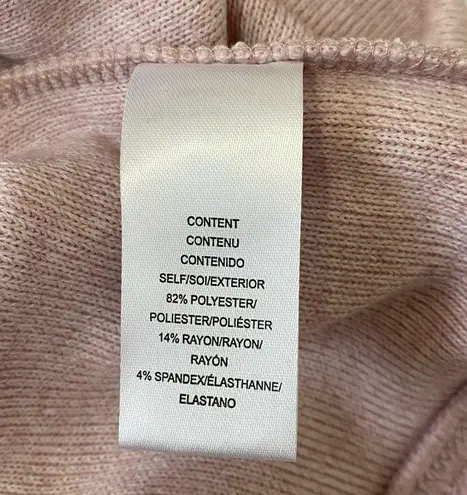 CONTENT
CONTENU
CONTENIDO
SELF/SOI/EXTERIOR
82% POLYESTER/
POLIESTER/POLIÉSTER
14% RAYON/RAYON/
RAYÓN
4% SPANDEX/ÉLASTHANNE/
ELASTANO